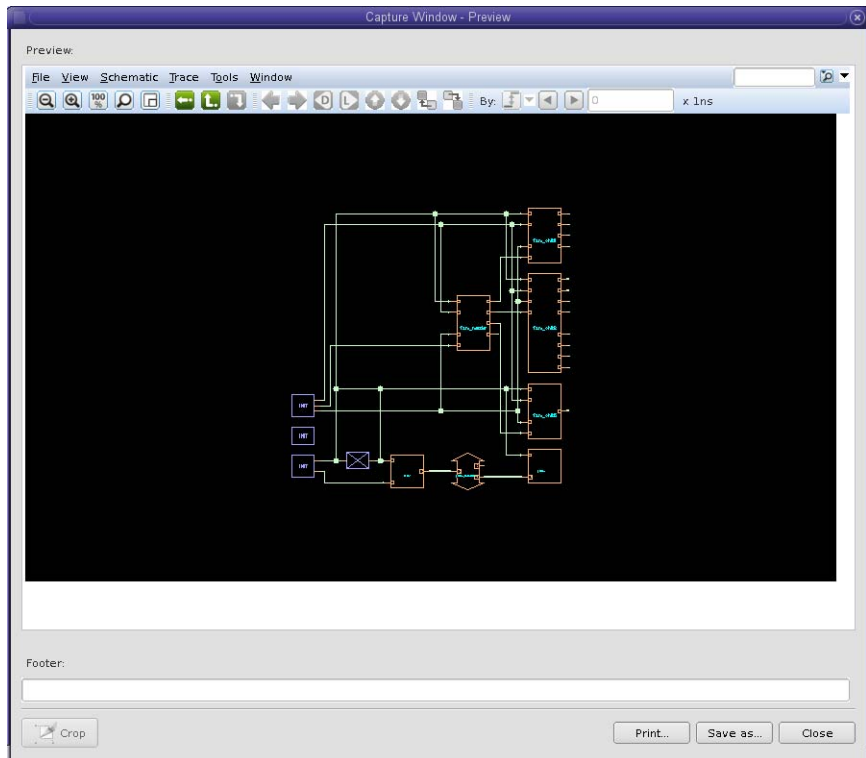 Capture Window - Preview
Preview:
File View Schematic Trace Tools Window
100 % D L By: 0 x 1ns
INIT
INIT
INIT
Footer:
Crop Print... Save as... Close